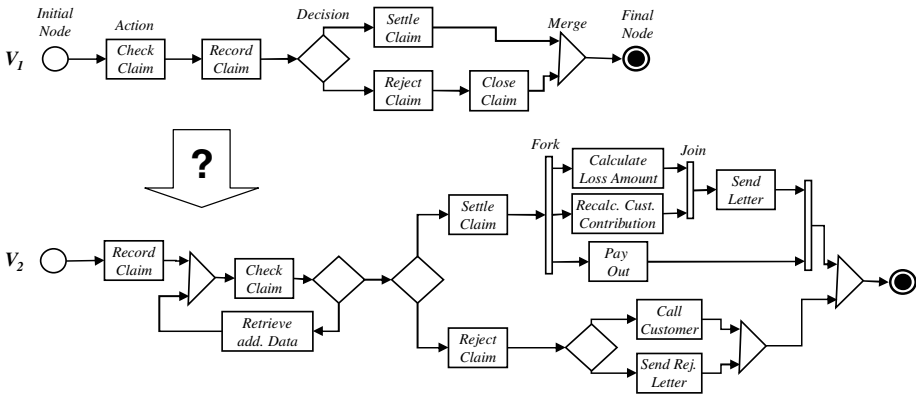 Initial
Node
Action
Decision
Settle
Claim
Merge
Final
Node
V1
Check
Claim
Record
Claim
Reject
Claim
Close
Claim
?
Fork
Calculate
Loss Amount
Join
Send
Letter
Settle
Claim
Recalc. Cust.
Contribution
V2
Record
Claim
Check
Claim
Pay
Out
Retrieve
add. Data
Reject
Claim
Call
Customer
Send Rej.
Letter